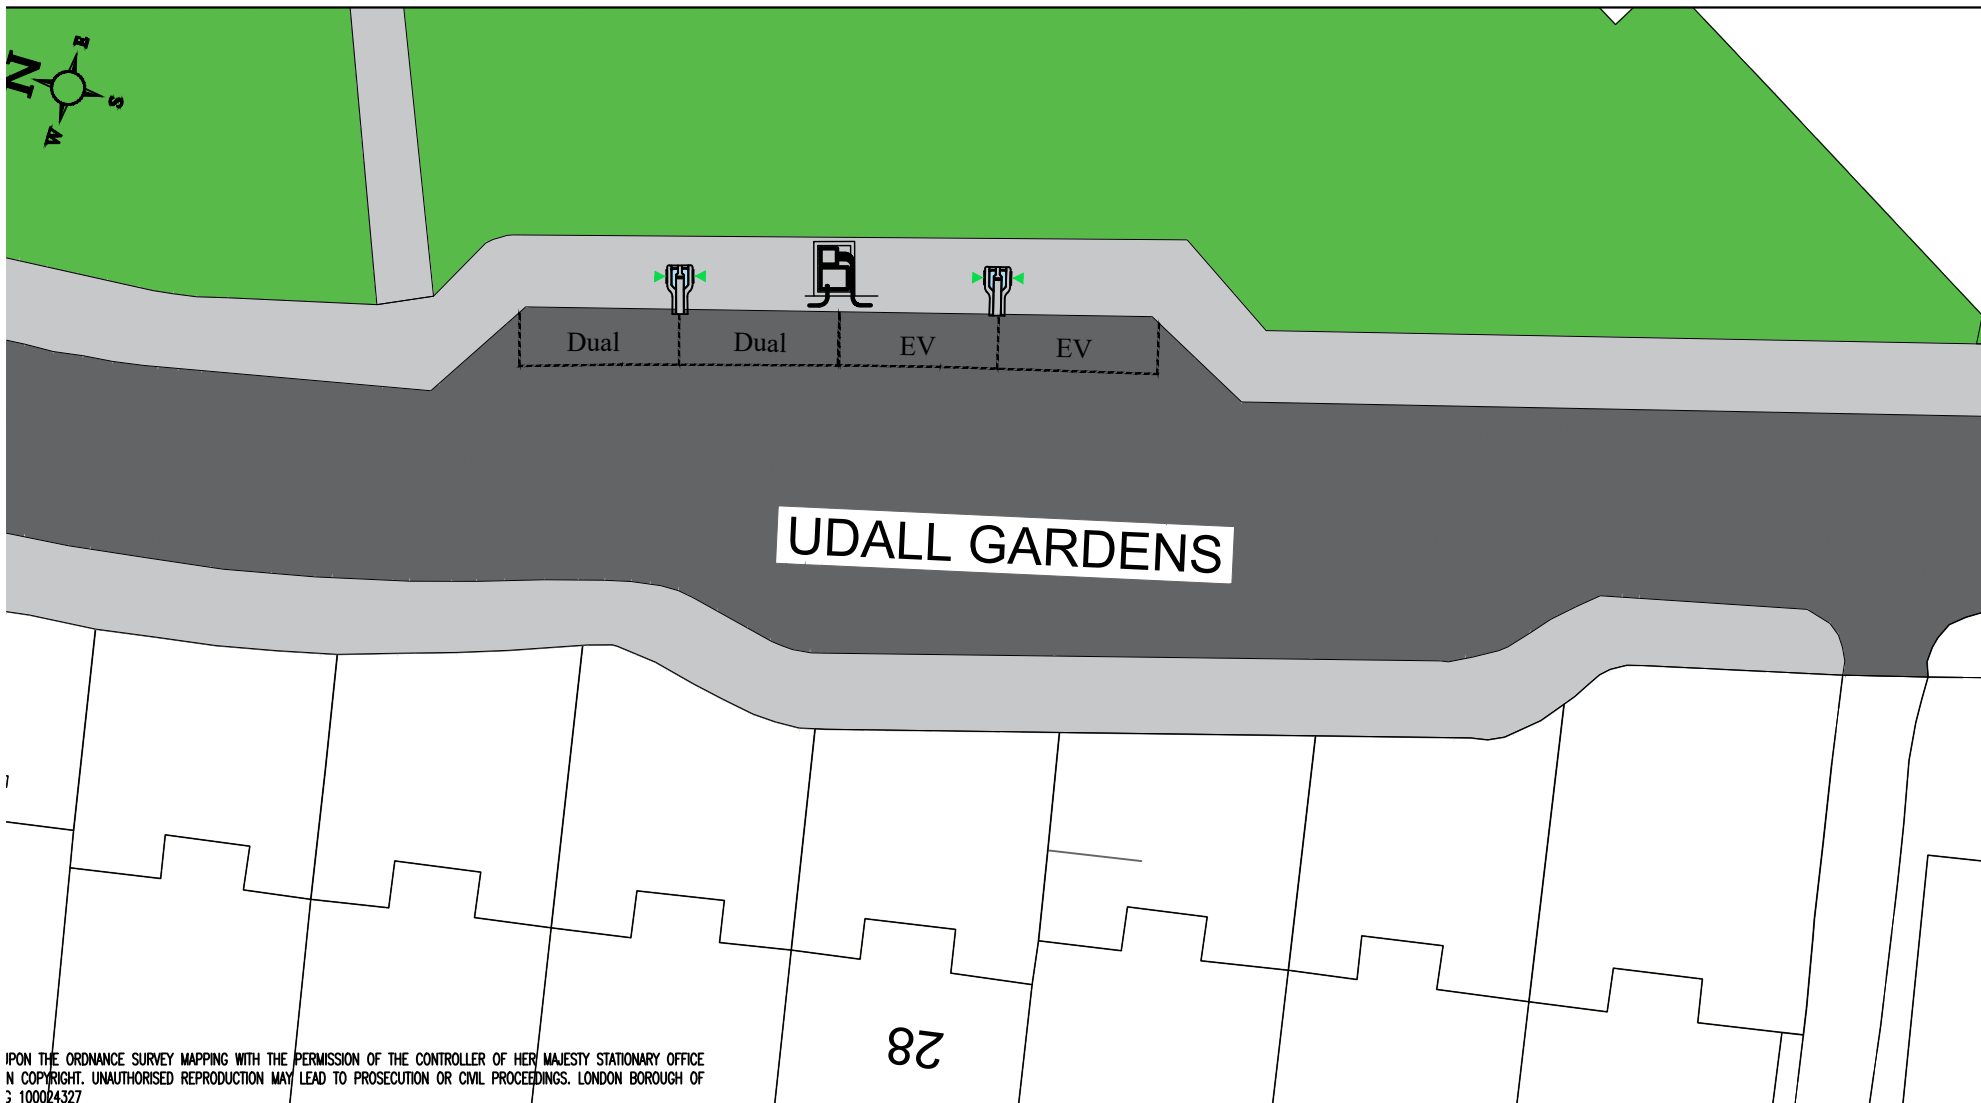 E
N
S
W
Dual
Dual
EV
EV
UDALL GARDENS
28
UPON THE ORDNANCE SURVEY MAPPING WITH THE PERMISSION OF THE CONTROLLER OF HER MAJESTY STATIONARY OFFICE
N COPYRIGHT. UNAUTHORISED REPRODUCTION MAY LEAD TO PROSECUTION OR CIVIL PROCEEDINGS. LONDON BOROUGH OF
G 100024327